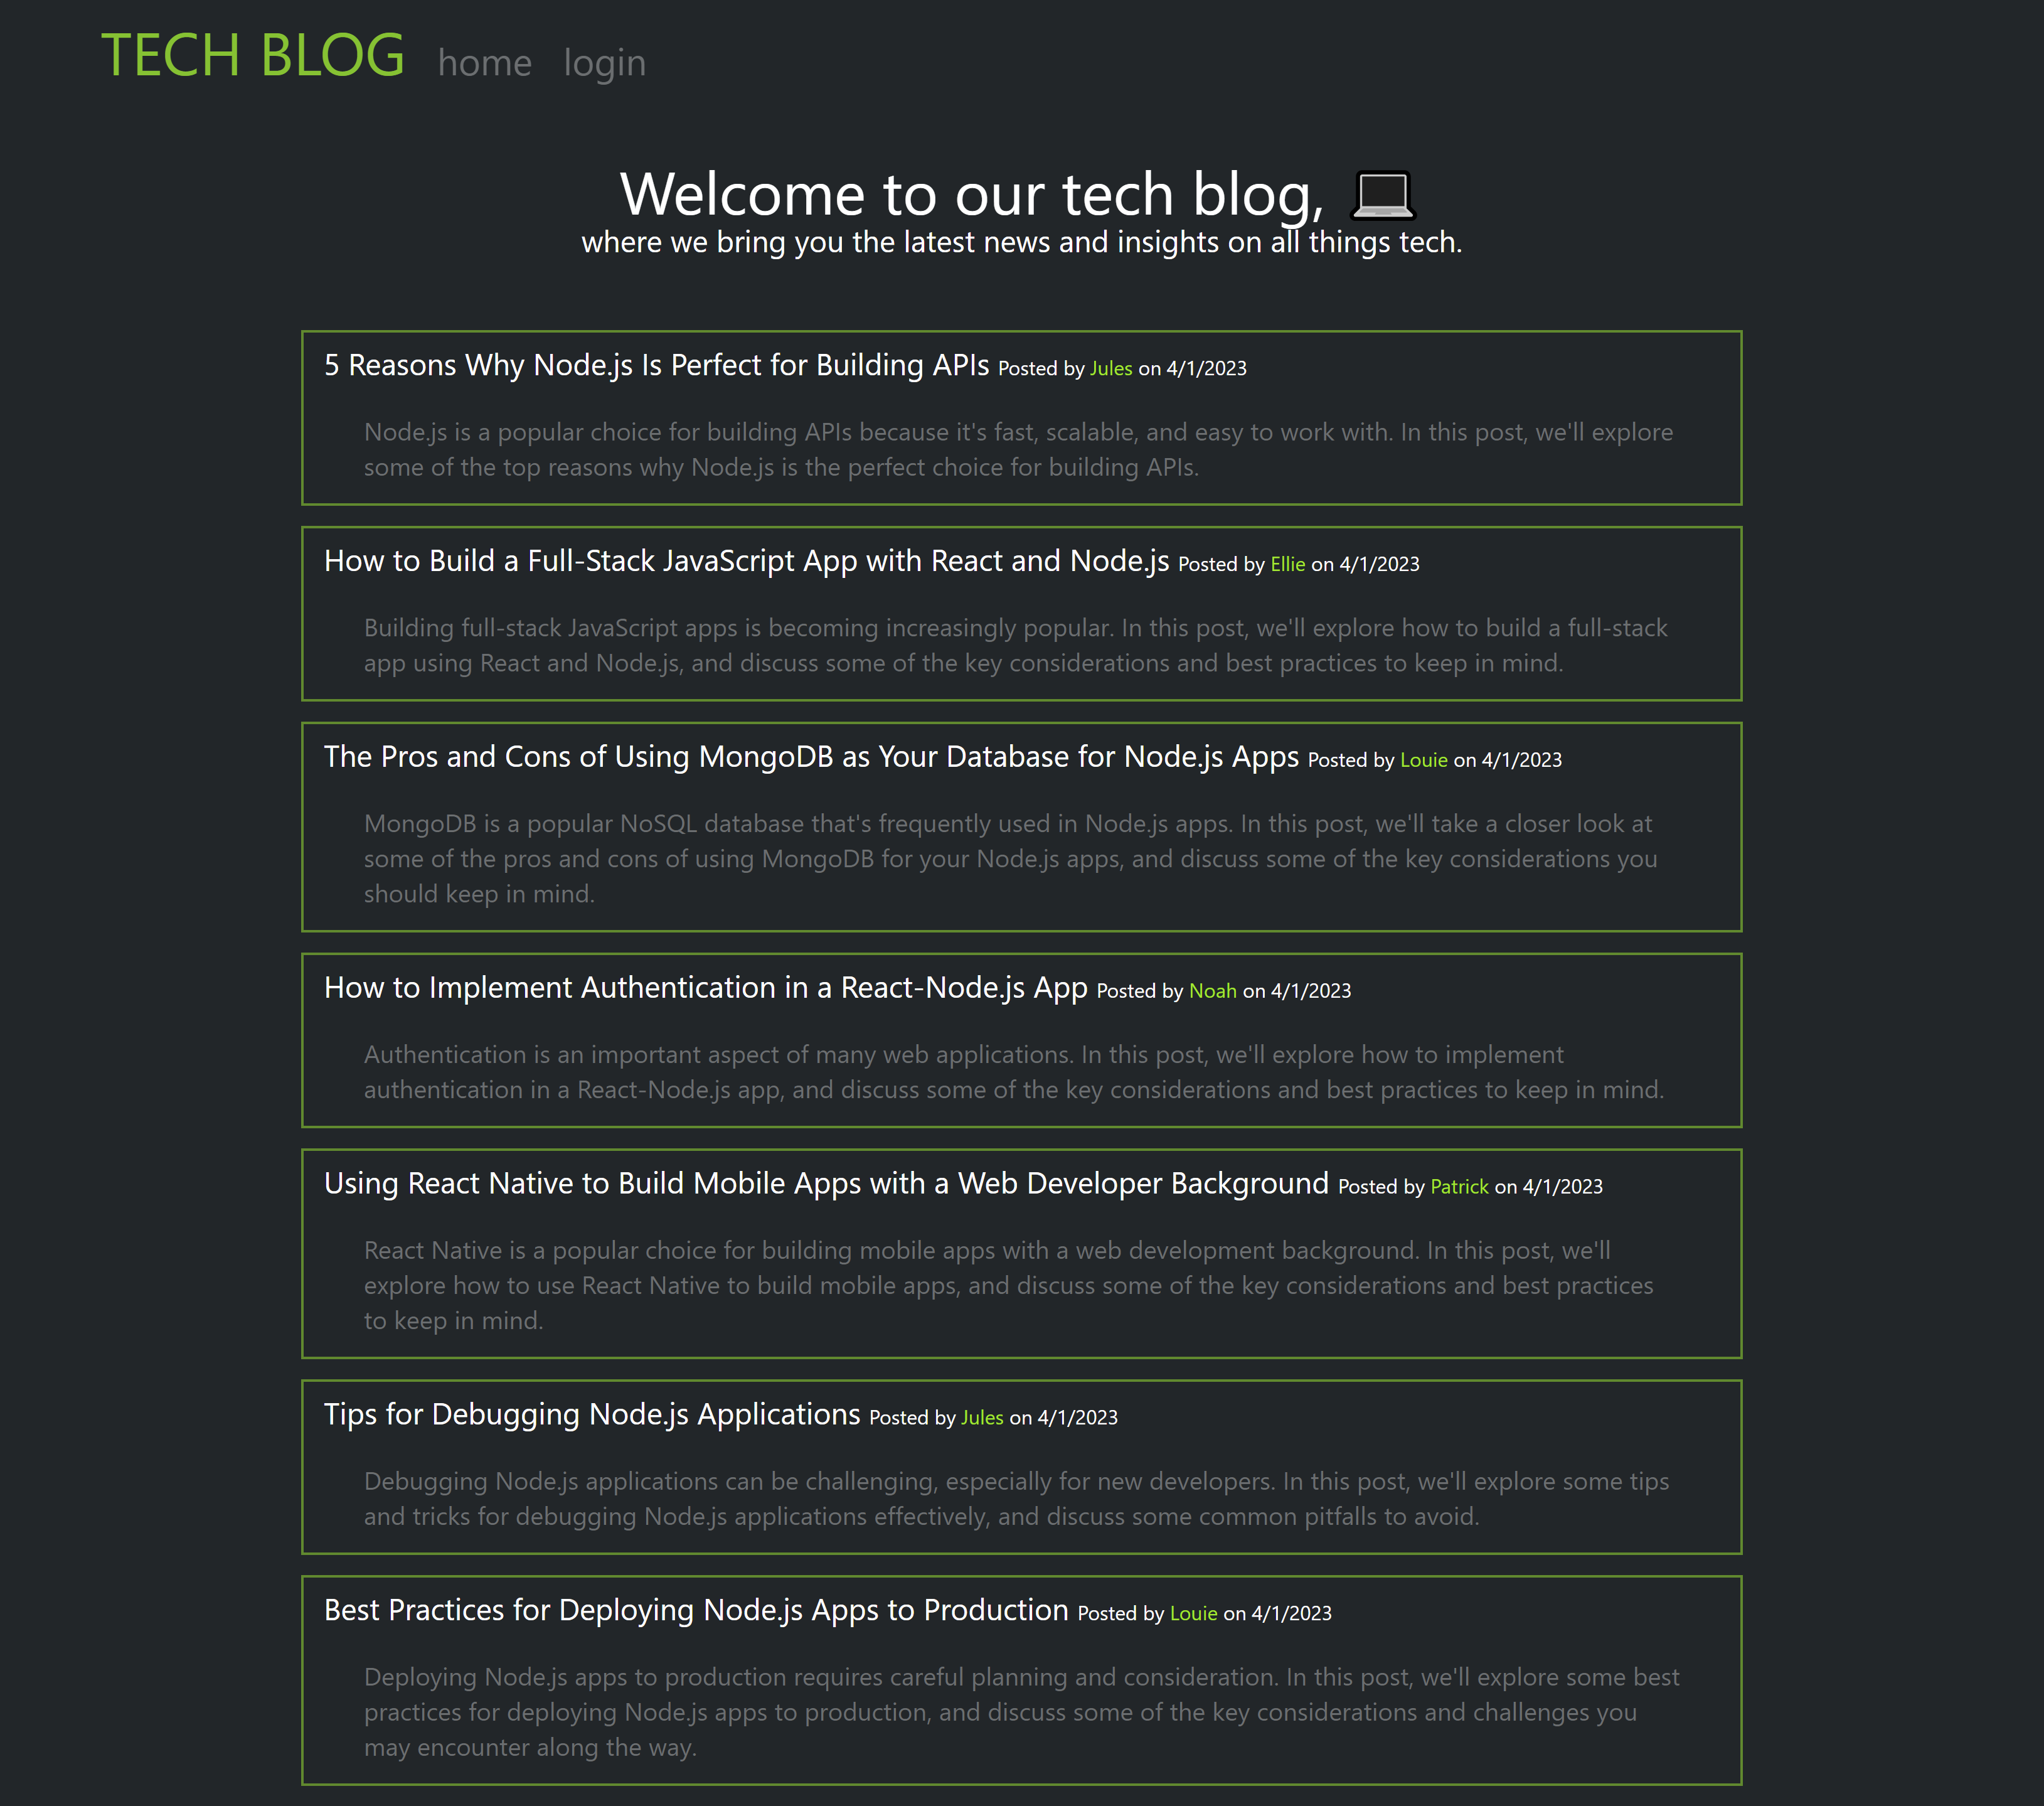 TECH BLOG home login
Welcome to our tech blog, 💻
where we bring you the latest news and insights on all things tech.
5 Reasons Why Node.js Is Perfect for Building APIs Posted by Jules on 4/1/2023
Node.js is a popular choice for building APIs because it's fast, scalable, and easy to work with. In this post, we'll explore
some of the top reasons why Node.js is the perfect choice for building APIs.
How to Build a Full-Stack JavaScript App with React and Node.js Posted by Ellie on 4/1/2023
Building full-stack JavaScript apps is becoming increasingly popular. In this post, we'll explore how to build a full-stack
app using React and Node.js, and discuss some of the key considerations and best practices to keep in mind.
The Pros and Cons of Using MongoDB as Your Database for Node.js Apps Posted by Louie on 4/1/2023
MongoDB is a popular NoSQL database that's frequently used in Node.js apps. In this post, we'll take a closer look at
some of the pros and cons of using MongoDB for your Node.js apps, and discuss some of the key considerations you
should keep in mind.
How to Implement Authentication in a React-Node.js App Posted by Noah on 4/1/2023
Authentication is an important aspect of many web applications. In this post, we'll explore how to implement
authentication in a React-Node.js app, and discuss some of the key considerations and best practices to keep in mind.
Using React Native to Build Mobile Apps with a Web Developer Background Posted by Patrick on 4/1/2023
React Native is a popular choice for building mobile apps with a web development background. In this post, we'll
explore how to use React Native to build mobile apps, and discuss some of the key considerations and best practices
to keep in mind.
Tips for Debugging Node.js Applications Posted by Jules on 4/1/2023
Debugging Node.js applications can be challenging, especially for new developers. In this post, we'll explore some tips
and tricks for debugging Node.js applications effectively, and discuss some common pitfalls to avoid.
Best Practices for Deploying Node.js Apps to Production Posted by Louie on 4/1/2023
Deploying Node.js apps to production requires careful planning and consideration. In this post, we'll explore some best
practices for deploying Node.js apps to production, and discuss some of the key considerations and challenges you
may encounter along the way.